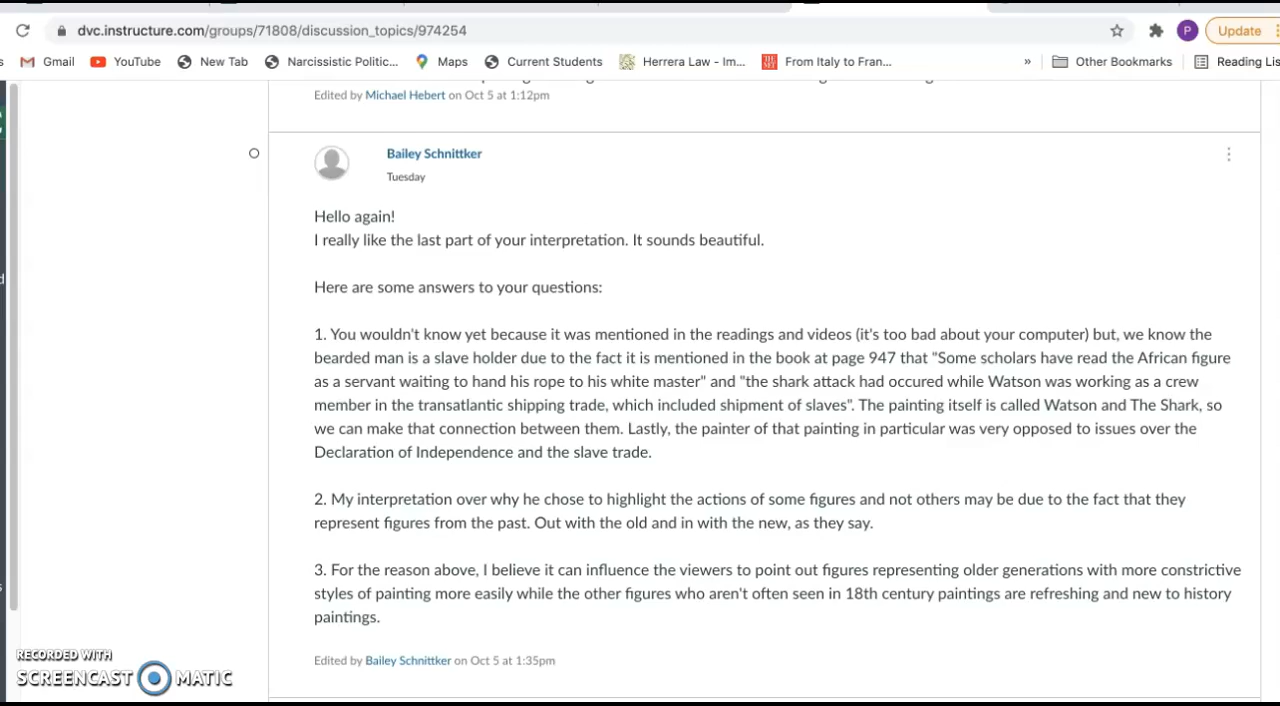 dvc.instructure.com/groups/71808/discussion_topics/974254
P
Update
Gmail
YouTube
New Tab
Narcissistic Politic...
Maps
Current Students
Herrera Law - Im...
From Italy to Fran...
»
Other Bookmarks
Reading Lis
Edited by Michael Hebert on Oct 5 at 1:12pm
Bailey Schnittker
Tuesday
Hello again!
I really like the last part of your interpretation. It sounds beautiful.
Here are some answers to your questions:
1. You wouldn't know yet because it was mentioned in the readings and videos (it's too bad about your computer) but, we know the
bearded man is a slave holder due to the fact it is mentioned in the book at page 947 that "Some scholars have read the African figure
as a servant waiting to hand his rope to his white master" and "the shark attack had occured while Watson was working as a crew
member in the transatlantic shipping trade, which included shipment of slaves". The painting itself is called Watson and The Shark, so
we can make that connection between them. Lastly, the painter of that painting in particular was very opposed to issues over the
Declaration of Independence and the slave trade.
2. My interpretation over why he chose to highlight the actions of some figures and not others may be due to the fact that they
represent figures from the past. Out with the old and in with the new, as they say.
3. For the reason above, I believe it can influence the viewers to point out figures representing older generations with more constrictive
styles of painting more easily while the other figures who aren't often seen in 18th century paintings are refreshing and new to history
paintings.
Edited by Bailey Schnittker on Oct 5 at 1:35pm
RECORDED WITH
SCREENCAST MATIC